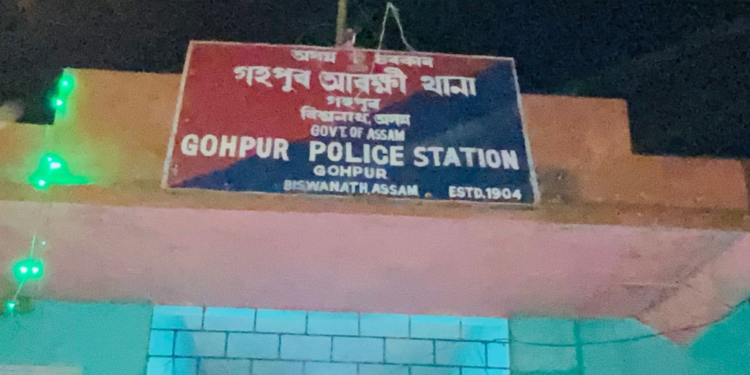 অসম চৰকাৰ
গহপুৰ আৰক্ষী থানা
গহপুৰ
বিশ্বনাথ, অসম
GOVT. OF ASSAM
GOHPUR POLICE STATION
GOHPUR
BISWANATH, ASSAM ESTD.1904